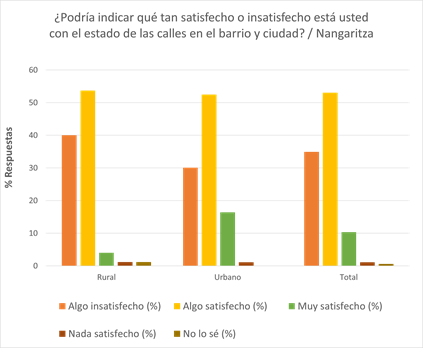 ¿Podría indicar qué tan satisfecho o insatisfecho está usted
con el estado de las calles en el barrio y ciudad? / Nangaritza
% Respuestas
60
50
40
30
20
10
0
Rural Urbano Total
Algo insatisfecho (%) Algo satisfecho (%) Muy satisfecho (%)
Nada satisfecho (%) No lo sé (%)